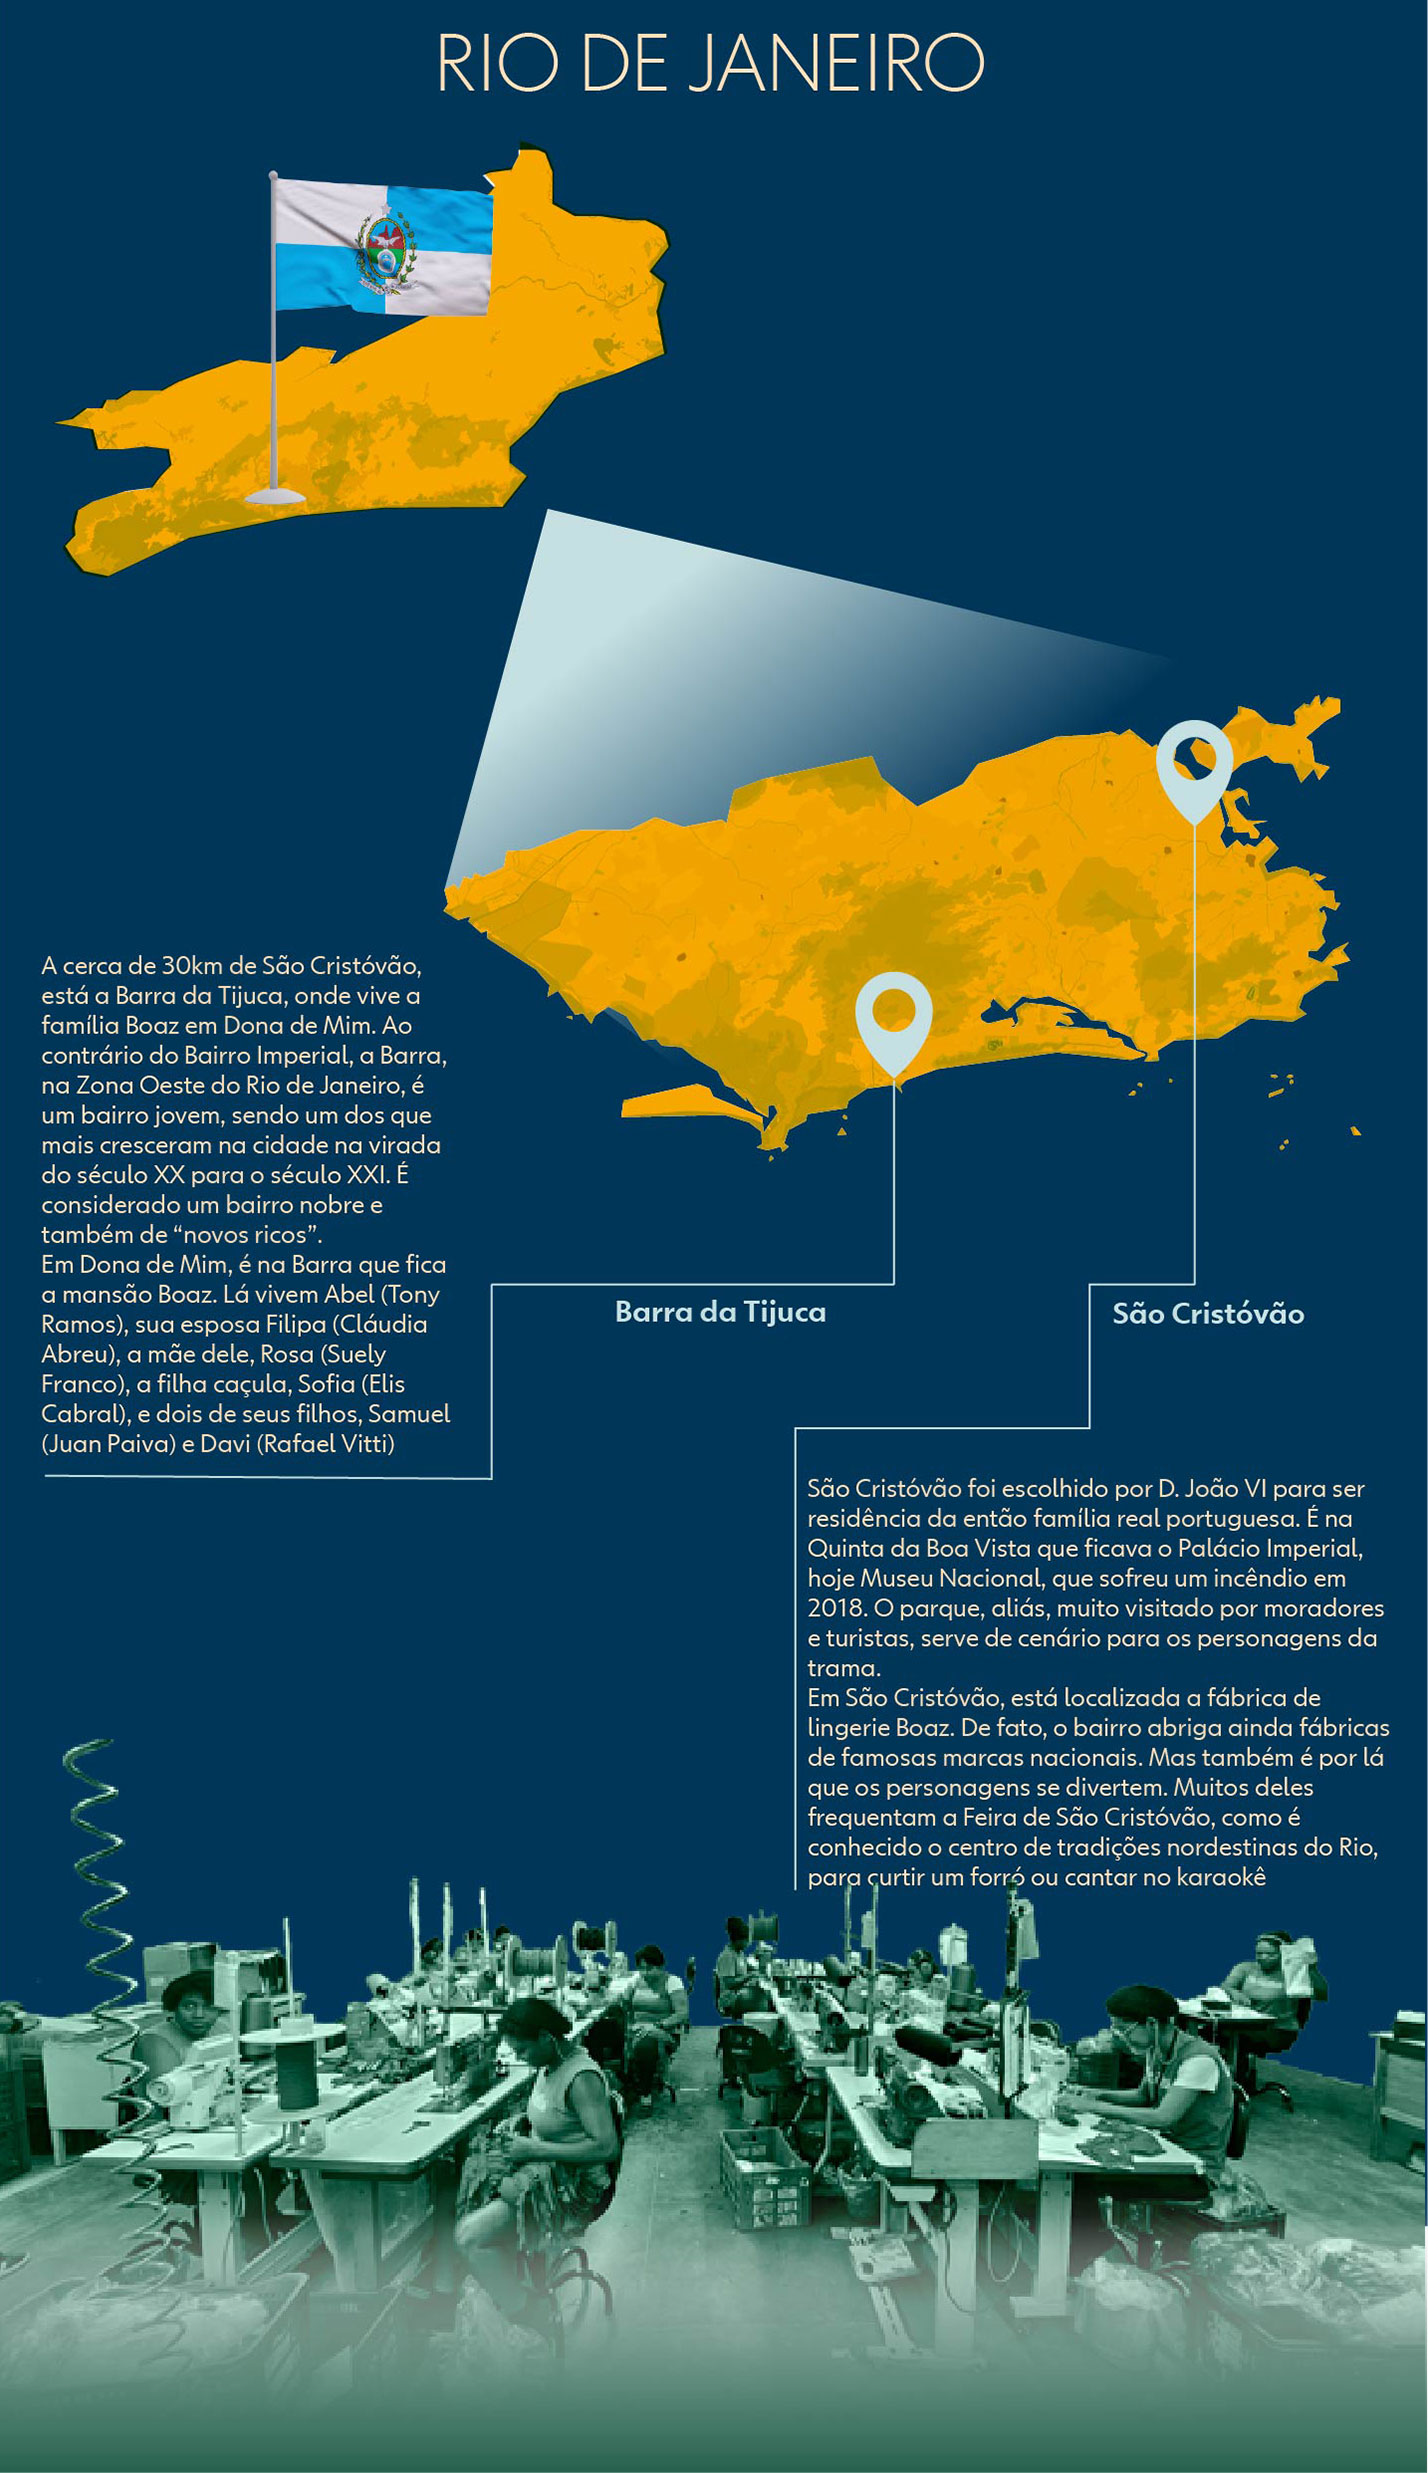 RIO DE JANEIRO
A cerca de 30km de São Cristóvão,
está a Barra da Tijuca, onde vive a
família Boaz em Dona de Mim. Ao
contrário do Bairro Imperial, a Barra,
na Zona Oeste do Rio de Janeiro, é
um bairro jovem, sendo um dos que
mais cresceram na cidade na virada
do século XX para o século XXI. É
considerado um bairro nobre e
também de “novos ricos”.
Em Dona de Mim, é na Barra que fica
a mansão Boaz. Lá vivem Abel (Tony
Ramos), sua esposa Filipa (Cláudia
Abreu), a mãe dele, Rosa (Suely
Franco), a filha caçula, Sofia (Elis
Cabral), e dois de seus filhos, Samuel
(Juan Paiva) e Davi (Rafael Vitti)
Barra da Tijuca
São Cristóvão
São Cristóvão foi escolhido por D. João VI para ser
residência da então família real portuguesa. É na
Quinta da Boa Vista que ficava o Palácio Imperial,
hoje Museu Nacional, que sofreu um incêndio em
2018. O parque, aliás, muito visitado por moradores
e turistas, serve de cenário para os personagens da
trama.
Em São Cristóvão, está localizada a fábrica de
lingerie Boaz. De fato, o bairro abriga ainda fábricas
de famosas marcas nacionais. Mas também é por lá
que os personagens se divertem. Muitos deles
frequentam a Feira de São Cristóvão, como é
conhecido o centro de tradições nordestinas do Rio,
para curtir um forró ou cantar no karaokê